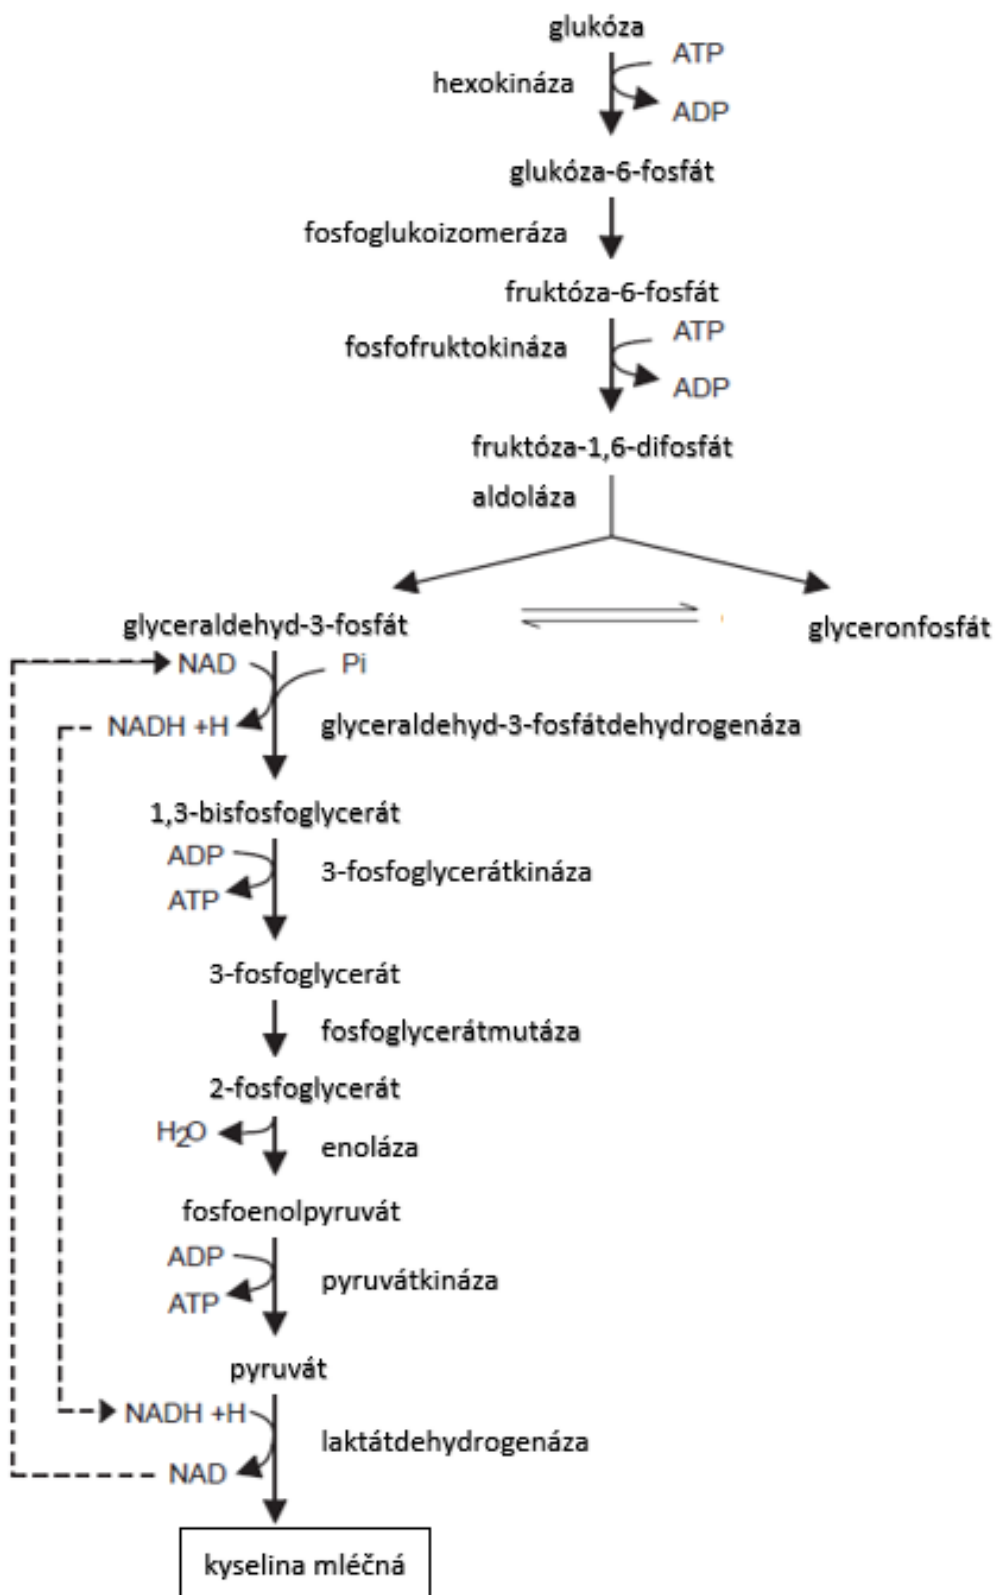 glukóza
ATP
hexokináza
ADP
glukóza-6-fosfát
fosfoglukoizomeráza
fruktóza-6-fosfát
ATP
fosfofruktokináza
ADP
fruktóza-1,6-difosfát
aldoláza
glyceraldehyd-3-fosfát
glyceronfosfát
NAD
Pi
NADH +H
glyceraldehyd-3-fosfátdehydrogenáza
1,3-bisfosfoglycerát
ADP
3-fosfoglycerátkináza
ATP
3-fosfoglycerát
fosfoglycerátmutáza
2-fosfoglycerát
H2O
enoláza
fosfoenolpyruvát
ADP
pyruvátkináza
ATP
pyruvát
NADH +H
laktátdehydrogenáza
NAD
kyselina mléčná